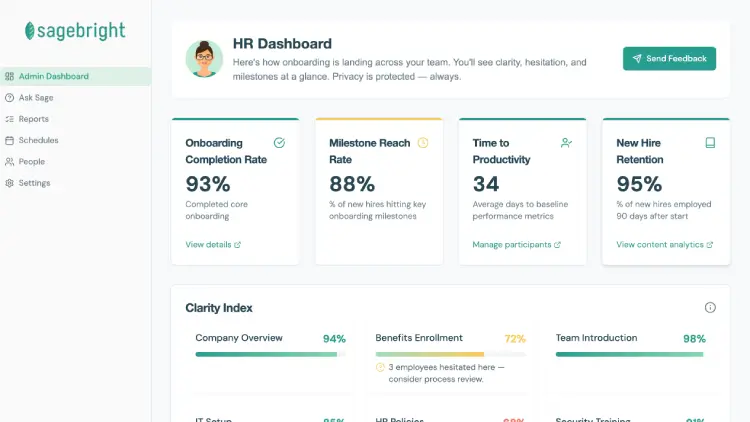 sagebright
Admin Dashboard
Ask Sage
Reports
Schedules
People
Settings
HR Dashboard
Here's how onboarding is landing across your team. You'll see clarity, hesitation, and
milestones at a glance. Privacy is protected — always.
Send Feedback
Onboarding
Completion Rate
93%
Completed core
onboarding
View details
Milestone Reach
Rate
88%
% of new hires hitting key
onboarding milestones
Time to
Productivity
34
Average days to baseline
performance metrics
Manage participants
New Hire
Retention
95%
% of new hires employed
90 days after start
View content analytics
Clarity Index
Company Overview 94%
Benefits Enrollment 72%
3 employees hesitated here —
consider process review.
Team Introduction 98%
IT Setup
HR Policies
Security Training